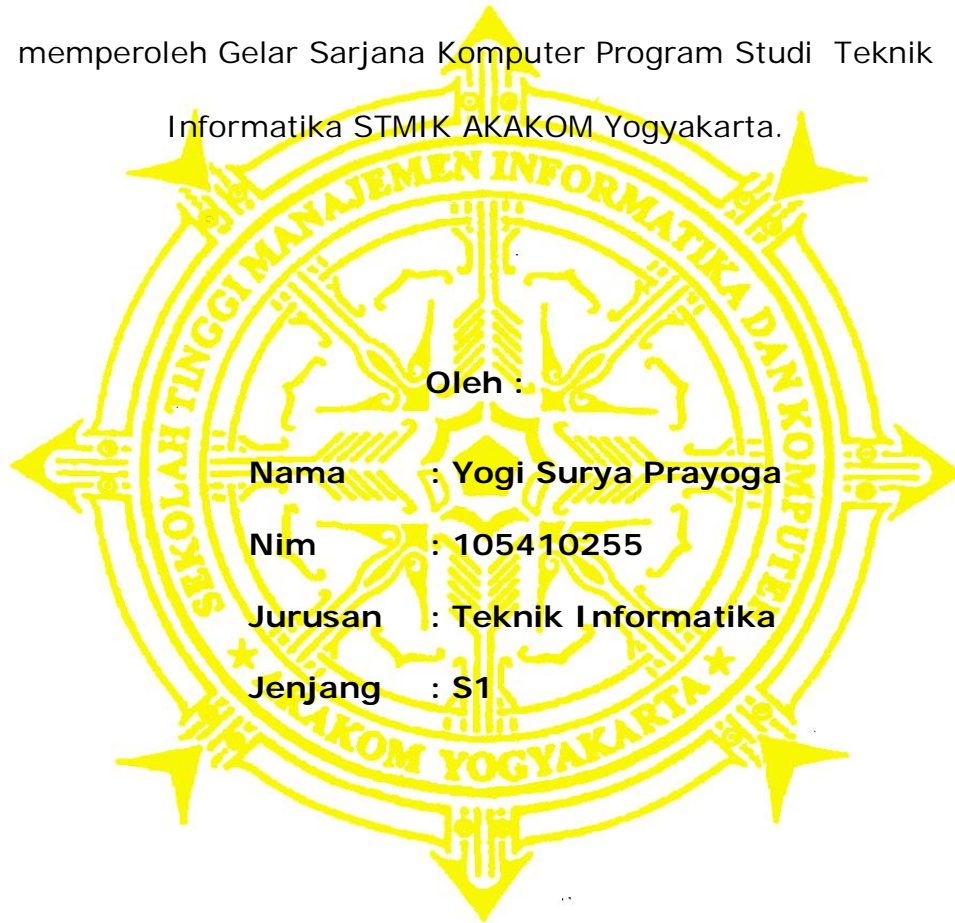 memperoleh Gelar Sarjana Komputer Program Studi Teknik
Informatika STMIK AKAKOM Yogyakarta.
SEKOLAH TINGGI MANAJEMEN INFORMATIKA DAN KOMPUTER
Oleh :
Nama : Yogi Surya Prayoga
Nim : 105410255
Jurusan : Teknik Informatika
Jenjang : S1
★ AKAKOM YOGYAKARTA ★